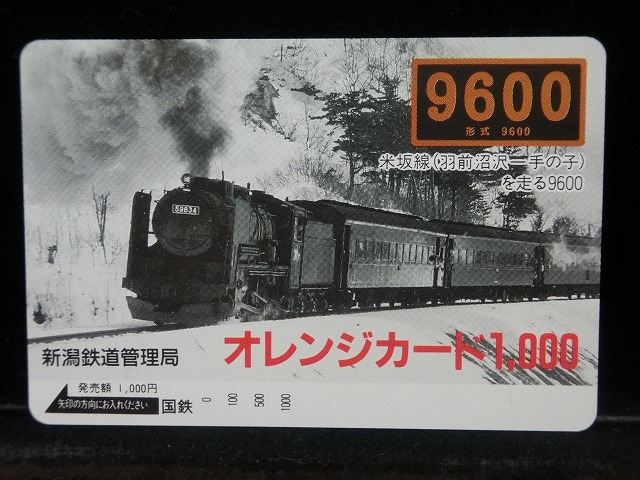 9600
形式 9600
米坂線(羽前沼沢―手の子)
を走る9600
59634
新潟鉄道管理局
オレンジカード1,000
発売額 1,000円
矢印の方向にお入れください
国鉄
0 100 500 1000